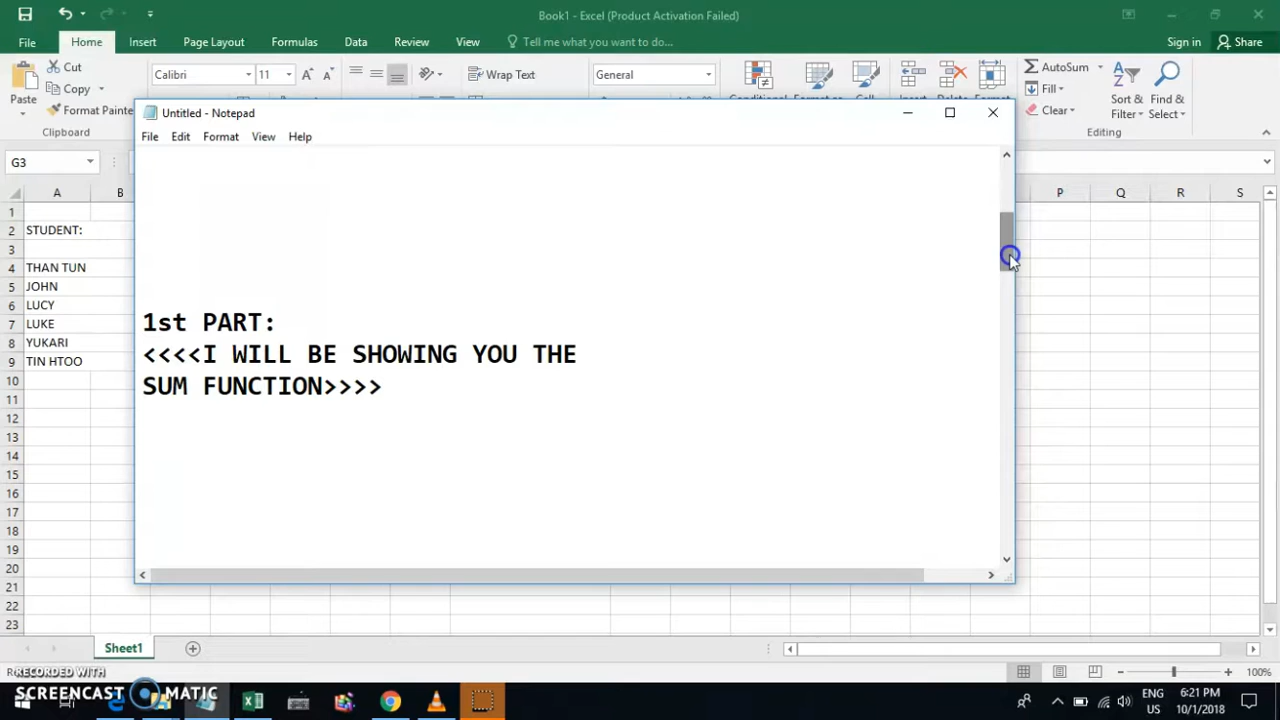 Book1 - Excel (Product Activation Failed)
File Home Insert Page Layout Formulas Data Review View Tell me what you want to do... Sign in Share
Cut
Copy
Format Painte
Paste
Clipboard
Calibri 11
Wrap Text
General
AutoSum
Fill
Clear
Sort & Filter
Find & Select
Editing
G3
Untitled - Notepad
File Edit Format View Help
1st PART:
<<<<I WILL BE SHOWING YOU THE
SUM FUNCTION>>>>
A B P Q R S
1
2 STUDENT:
3
4 THAN TUN
5 JOHN
6 LUCY
7 LUKE
8 YUKARI
9 TIN HTOO
10
11
12
13
14
15
16
17
18
19
20
21
22
23
Sheet1
100%
RECORDED WITH
SCREENCAST MATIC
ENG
US
6:21 PM
10/1/2018